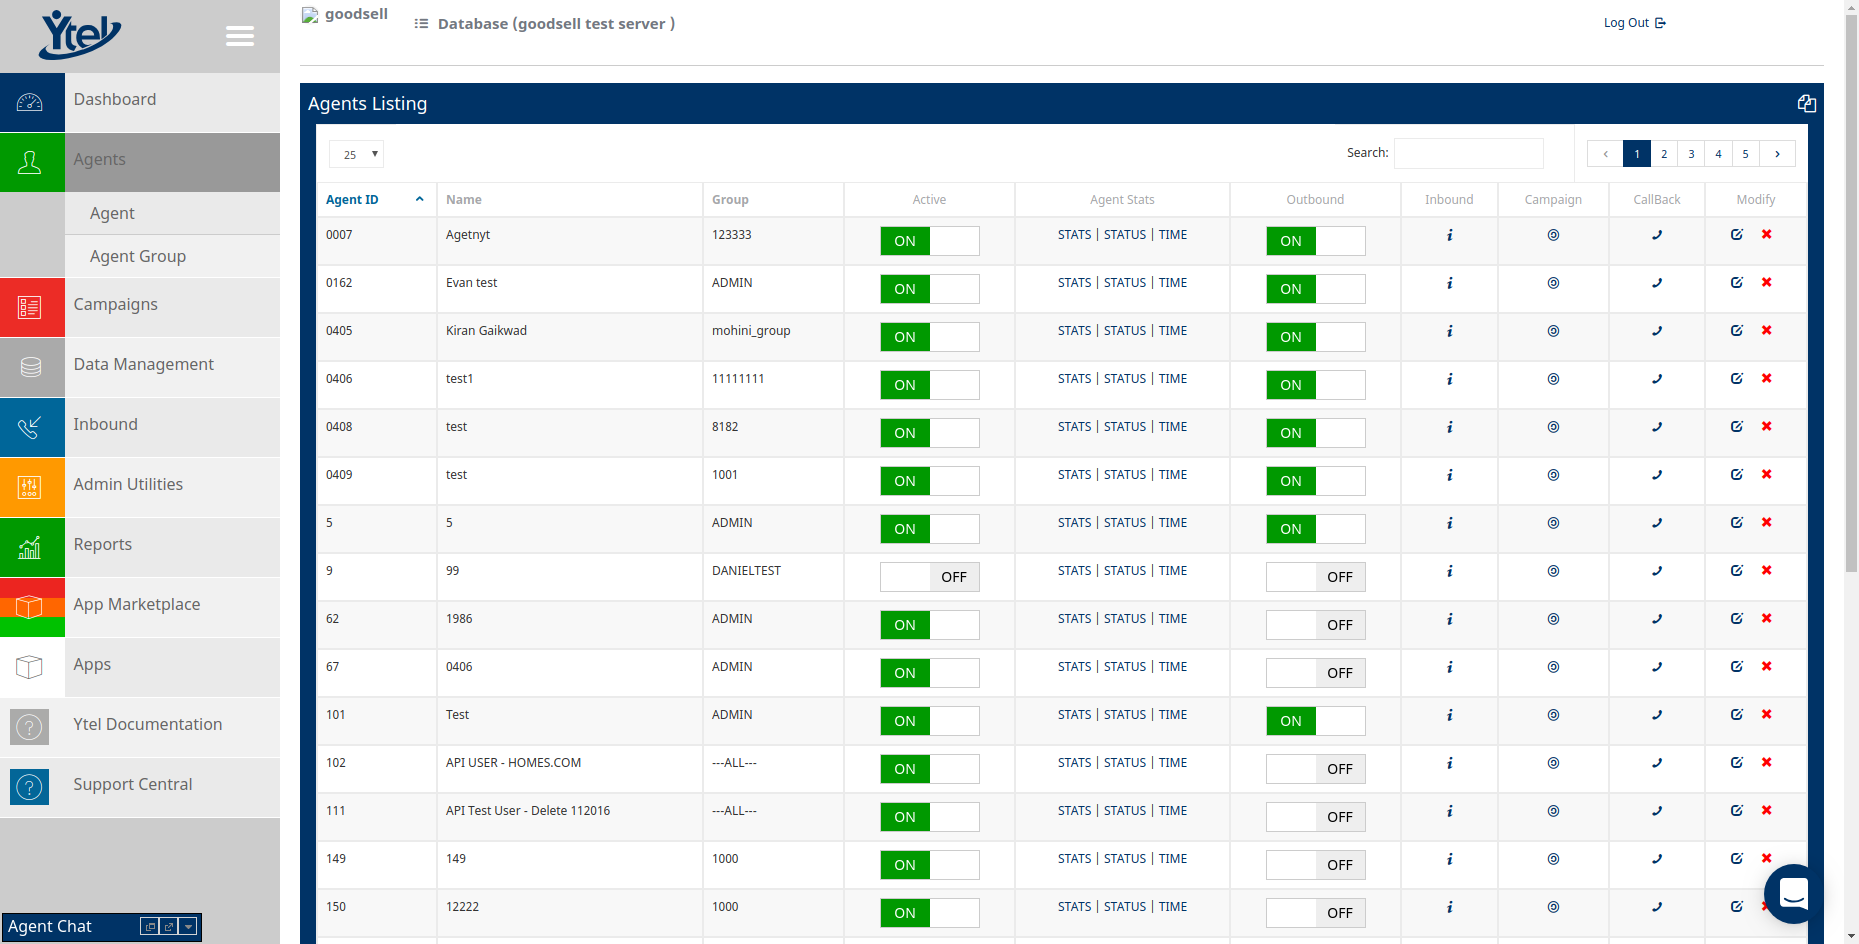 Ytel
goodsell
Database (goodsell test server )
Log Out
Dashboard
Agents
Agent
Agent Group
Campaigns
Data Management
Inbound
Admin Utilities
Reports
App Marketplace
Apps
? Ytel Documentation
? Support Central
Agent Chat
Agents Listing
25
Search:
‹ 1 2 3 4 5 ›
Agent ID Name Group Active Agent Stats Outbound Inbound Campaign CallBack Modify
0007 Agetnyt 123333 ON STATS | STATUS | TIME ON
0162 Evan test ADMIN ON STATS | STATUS | TIME ON
0405 Kiran Gaikwad mohini_group ON STATS | STATUS | TIME ON
0406 test1 11111111 ON STATS | STATUS | TIME ON
0408 test 8182 ON STATS | STATUS | TIME ON
0409 test 1001 ON STATS | STATUS | TIME ON
5 5 ADMIN ON STATS | STATUS | TIME ON
9 99 DANIELTEST OFF STATS | STATUS | TIME OFF
62 1986 ADMIN ON STATS | STATUS | TIME OFF
67 0406 ADMIN ON STATS | STATUS | TIME OFF
101 Test ADMIN ON STATS | STATUS | TIME ON
102 API USER - HOMES.COM ---ALL--- ON STATS | STATUS | TIME OFF
111 API Test User - Delete 112016 ---ALL--- ON STATS | STATUS | TIME OFF
149 149 1000 ON STATS | STATUS | TIME OFF
150 12222 1000 ON STATS | STATUS | TIME OFF